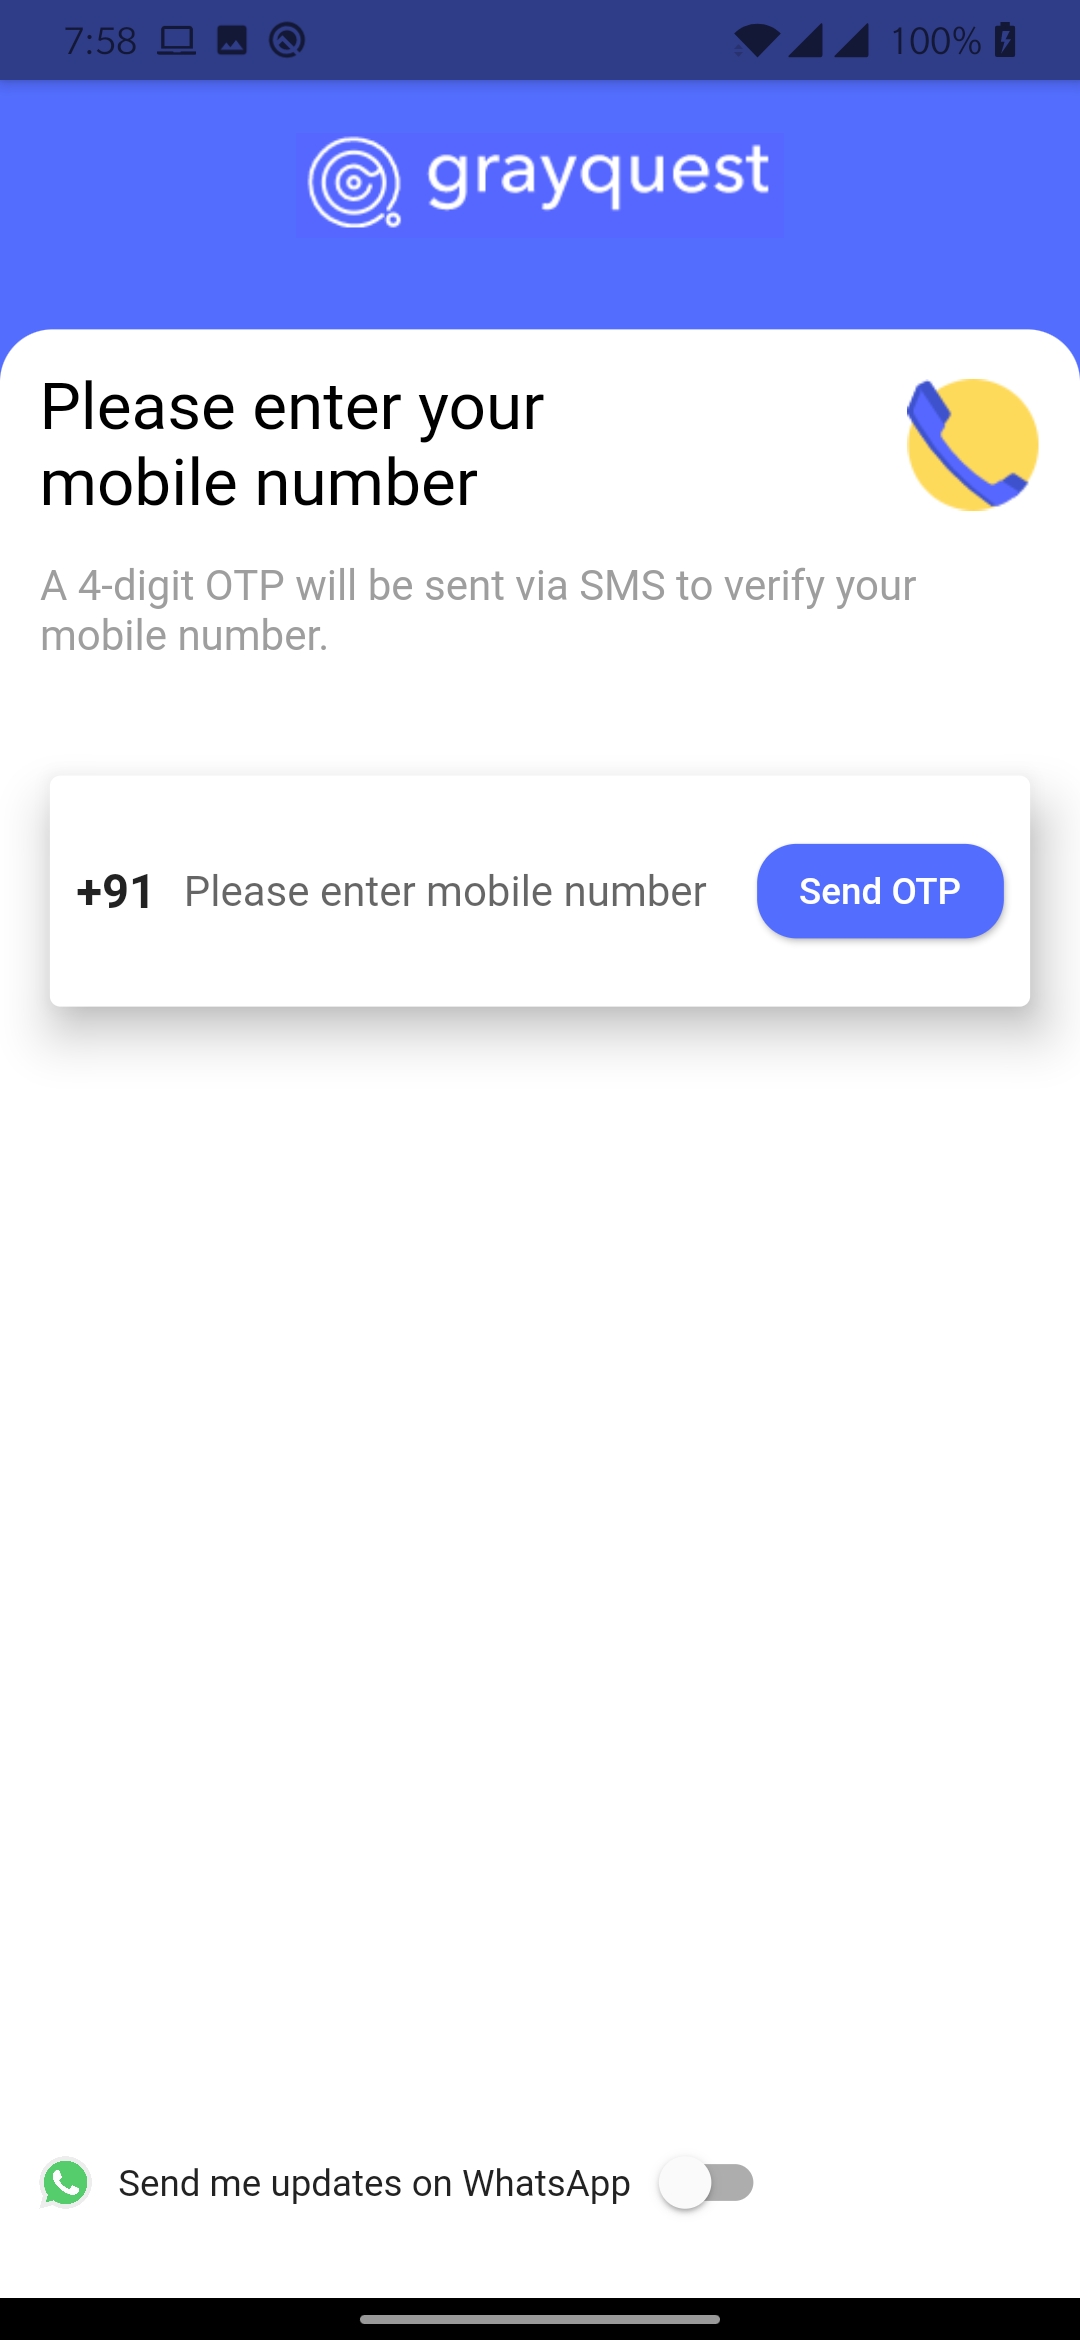 7:58
100%
grayquest
Please enter your
mobile number
A 4-digit OTP will be sent via SMS to verify your
mobile number.
+91 Please enter mobile number Send OTP
Send me updates on WhatsApp